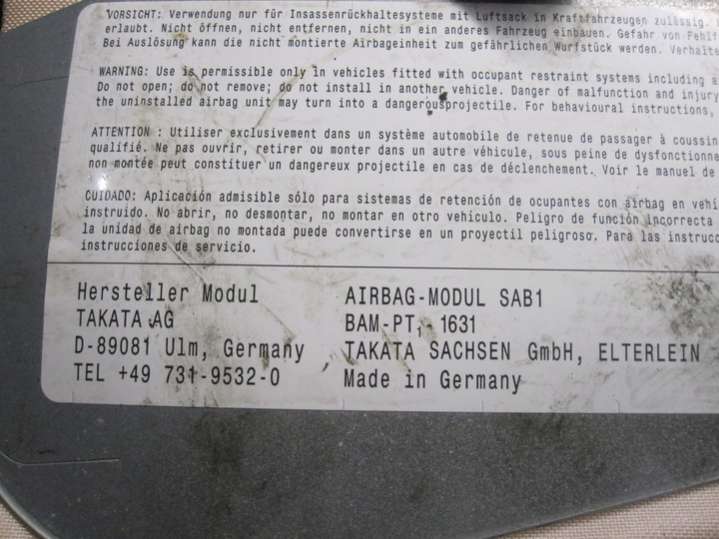 VORSICHT: Verwendung nur für Insassenrückhaltesysteme mit Luftsack in Kraftfahrzeugen zulässig.
erlaubt. Nicht öffnen, nicht entfernen, nicht in ein anderes Fahrzeug einbauen. Gefahr von
Bei Auslösung kann die nicht montierte Airbageinheit zum gefährlichen Wurfstück werden.
WARNING: Use is permissible only in vehicles fitted with occupant restraint systems including a
Do not open; do not remove; do not install in another vehicle. Danger of malfunction and injury
the uninstalled airbag unit may turn into a dangerousprojectile. For behavioural instructions,
ATTENTION : Utiliser exclusivement dans un système automobile de retenue de passager à coussin
qualifié. Ne pas ouvrir, retirer ou monter dans un autre véhicule, sous peine de
non montée peut constituer un dangereux projectile en cas de déclenchement. Voir le manuel de
CUIDADO: Aplicación admisible sólo para sistemas de retención de ocupantes con airbag en
instruido. No abrir, no desmontar, no montar en otro vehículo. Peligro de función incorrecta
la unidad de airbag no montada puede convertirse en un proyectil peligroso. Para las
instrucciones de servicio.
Hersteller Modul
TAKATA AG
D-89081 Ulm, Germany
TEL +49 731-9532-0
AIRBAG-MODUL SAB1
BAM-PT₁-1631
TAKATA SACHSEN GmbH, ELTERLEIN -
Made in Germany